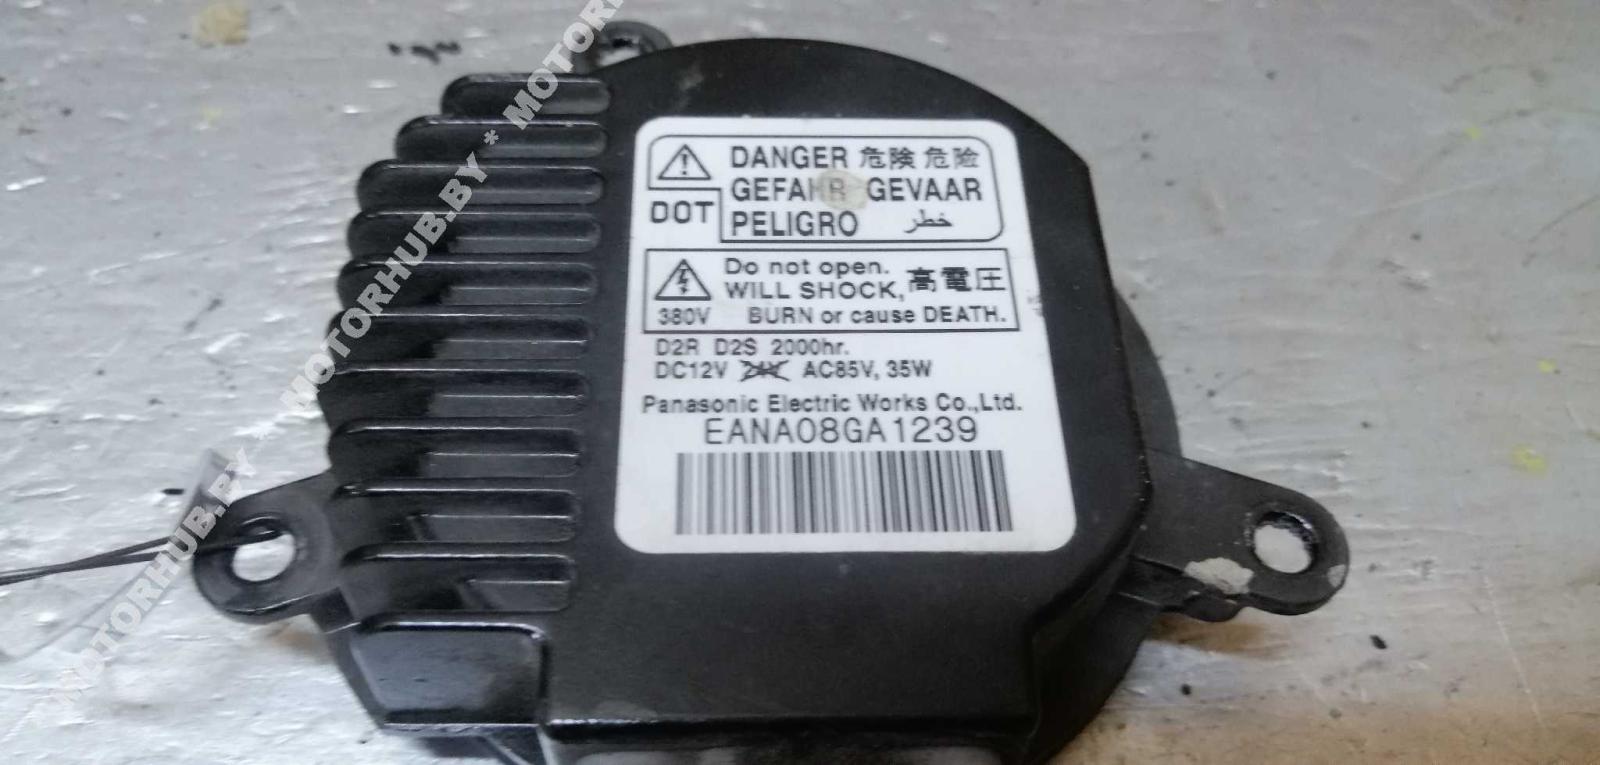 DANGER 危険 危险
GEFAHR GEVAAR
DOT
PELIGRO خطر
Do not open.
WILL SHOCK, 高電圧
380V BURN or cause DEATH.
D2R D2S 2000hr.
DC12V 24V AC85V, 35W
Panasonic Electric Works Co.,Ltd.
EANA08GA1239
MOTORHUB.BY * MOTORHUB.BY * MOTORHUB.BY * MOTOR